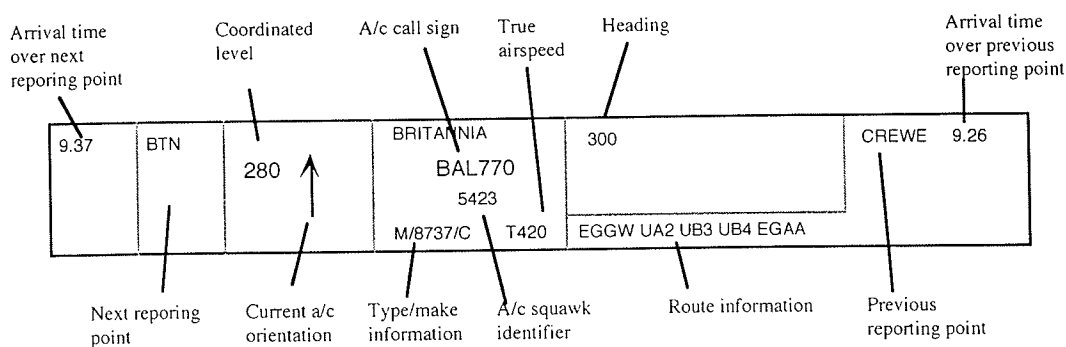 Arrival time
over next
reporing point
Coordinated
level
A/c call sign
True
airspeed
Heading
Arrival time
over previous
reporting point
9.37
BTN
280
BRITANNIA
BAL770
5423
M/8737/C T420
300
EGGW UA2 UB3 UB4 EGAA
CREWE 9.26
Next reporing
point
Current a/c
orientation
Type/make
information
A/c squawk
identifier
Route information
Previous
reporting point